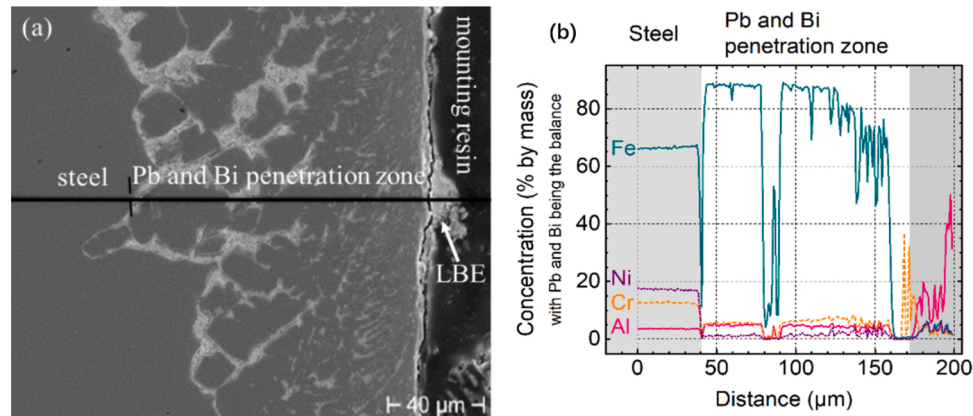 (a)
steel
Pb and Bi penetration zone
mounting resin
LBE
40 µm
(b)
Steel
Pb and Bi
penetration zone
Concentration (% by mass)
with Pb and Bi being the balance
80
60
40
20
0
Fe
Ni
Cr
Al
0
50
100
150
200
Distance (µm)